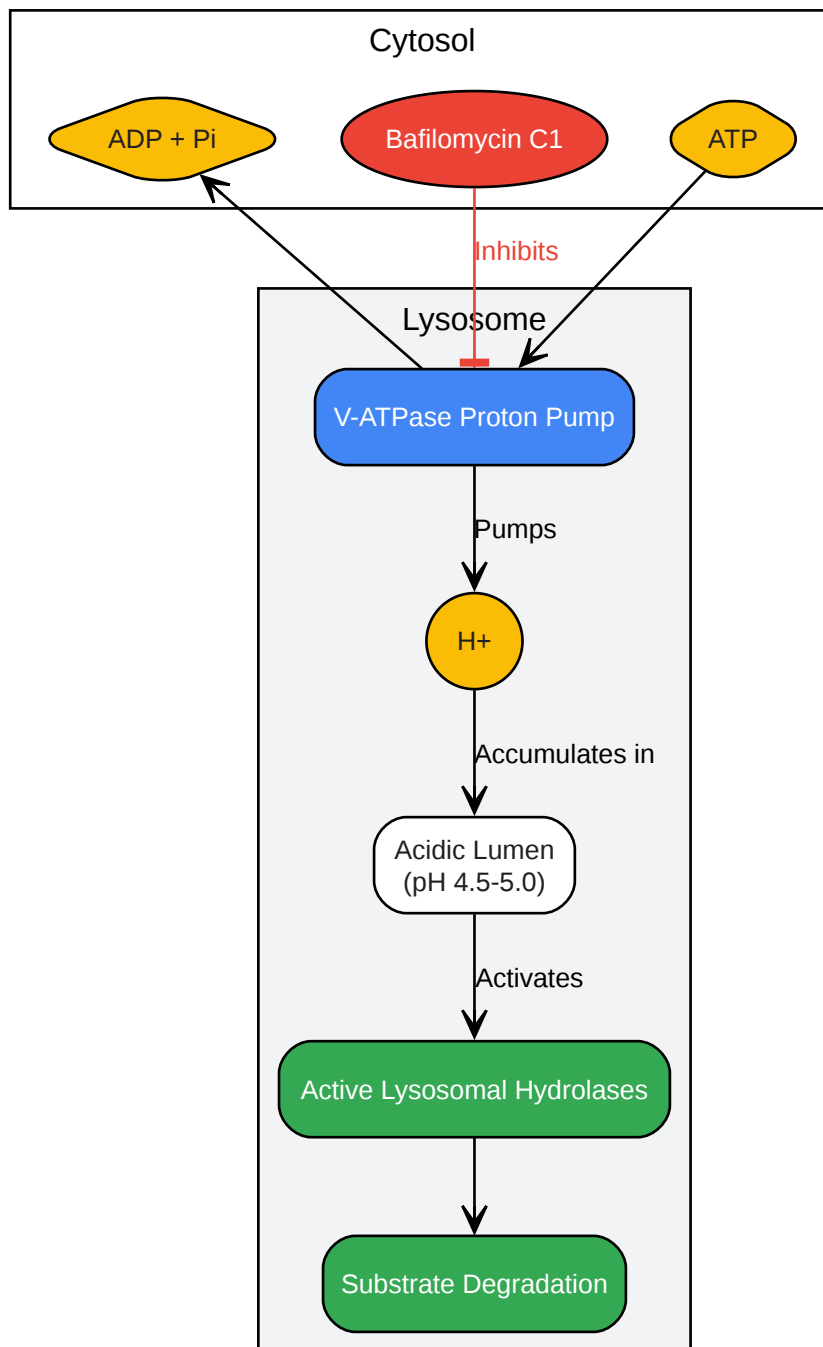 Cytosol
ADP + Pi
Bafilomycin C1
ATP
Inhibits
Lysosome
V-ATPase Proton Pump
Pumps
H+
Accumulates in
Acidic Lumen
(pH 4.5-5.0)
Activates
Active Lysosomal Hydrolases
Substrate Degradation